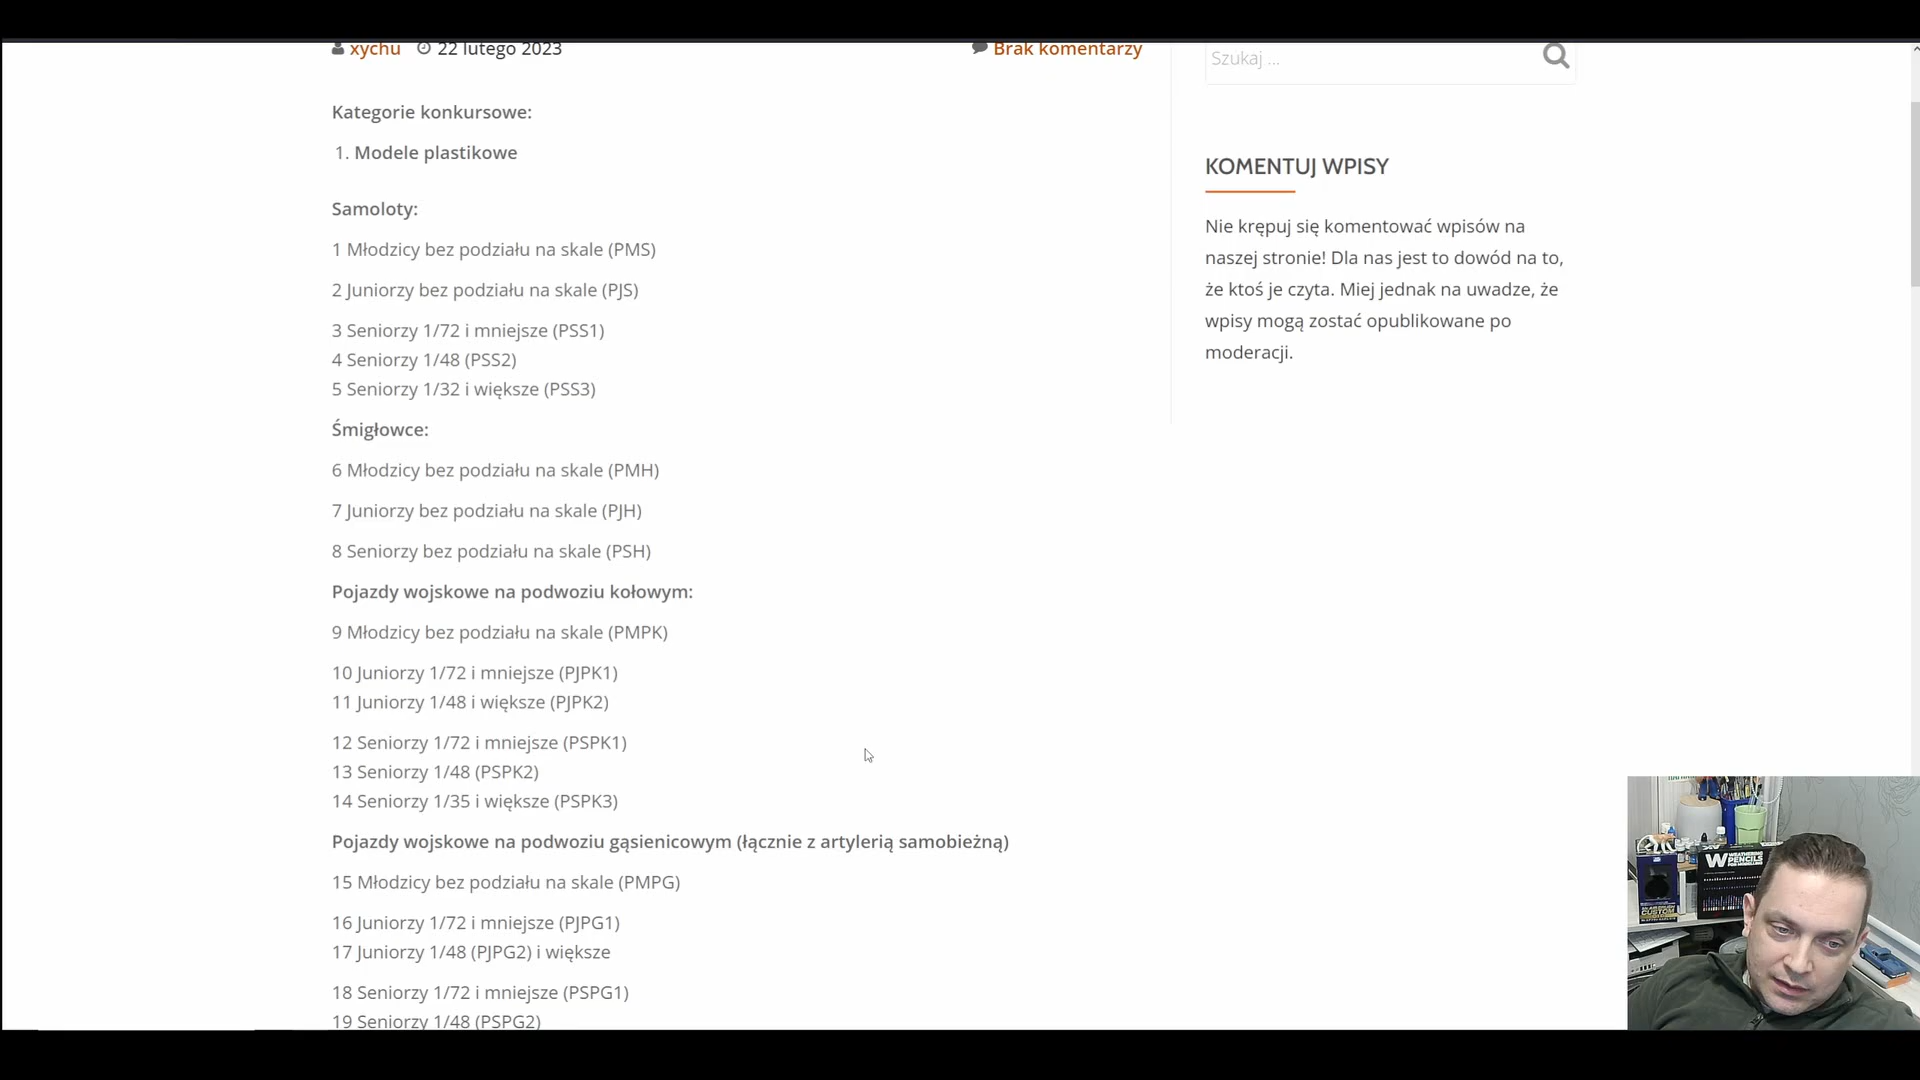 xychu 22 lutego 2023 Brak komentarzy
Kategorie konkursowe:
1. Modele plastikowe
Samoloty:
1 Młodzicy bez podziału na skale (PMS)
2 Juniorzy bez podziału na skale (PJS)
3 Seniorzy 1/72 i mniejsze (PSS1)
4 Seniorzy 1/48 (PSS2)
5 Seniorzy 1/32 i większe (PSS3)
Śmigłowce:
6 Młodzicy bez podziału na skale (PMH)
7 Juniorzy bez podziału na skale (PJH)
8 Seniorzy bez podziału na skale (PSH)
Pojazdy wojskowe na podwoziu kołowym:
9 Młodzicy bez podziału na skale (PMPK)
10 Juniorzy 1/72 i mniejsze (PJPK1)
11 Juniorzy 1/48 i większe (PJPK2)
12 Seniorzy 1/72 i mniejsze (PSPK1)
13 Seniorzy 1/48 (PSPK2)
14 Seniorzy 1/35 i większe (PSPK3)
Pojazdy wojskowe na podwoziu gąsienicowym (łącznie z artylerią samobieżną)
15 Młodzicy bez podziału na skale (PMPG)
16 Juniorzy 1/72 i mniejsze (PJPG1)
17 Juniorzy 1/48 (PJPG2) i większe
18 Seniorzy 1/72 i mniejsze (PSPG1)
19 Seniorzy 1/48 (PSPG2)
Szukaj ...
KOMENTUJ WPISY
Nie krępuj się komentować wpisów na
naszej stronie! Dla nas jest to dowód na to,
że ktoś je czyta. Miej jednak na uwadze, że
wpisy mogą zostać opublikowane po
moderacji.
WEATHERING
PENCILS
FOR MODELLING
CUSTOM